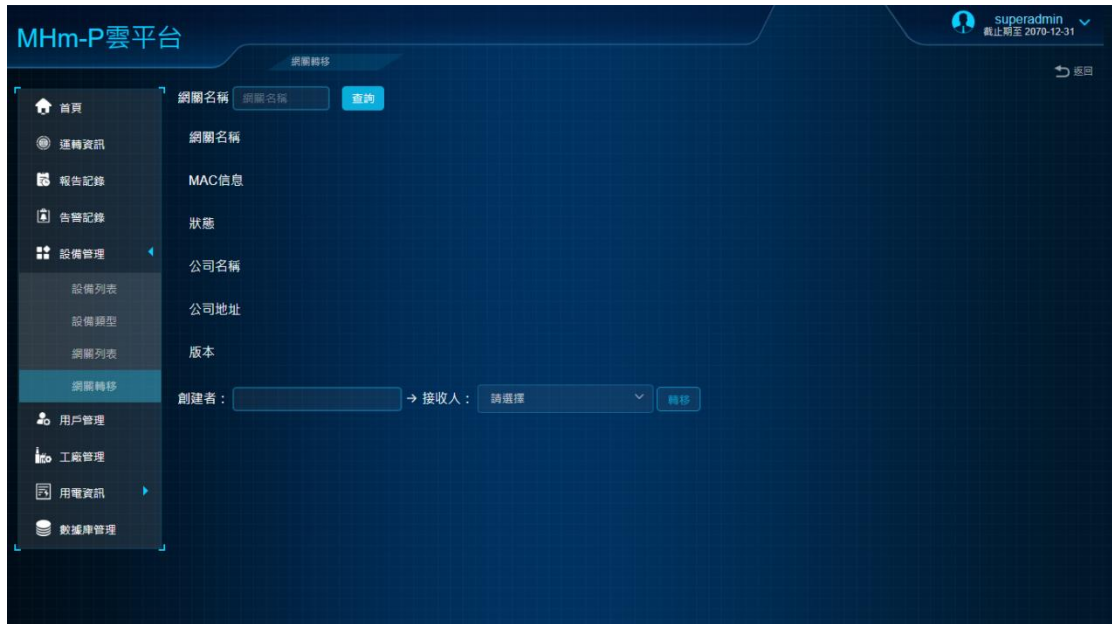 MHm-P雲平台
superadmin
截止期至 2070-12-31
網關轉移
返回
首頁
運轉資訊
報告記錄
告警記錄
設備管理
設備列表
設備類型
網關列表
網關轉移
用戶管理
工廠管理
用電資訊
數據庫管理
網關名稱 網關名稱 查詢
網關名稱
MAC信息
狀態
公司名稱
公司地址
版本
創建者： → 接收人： 請選擇 轉移